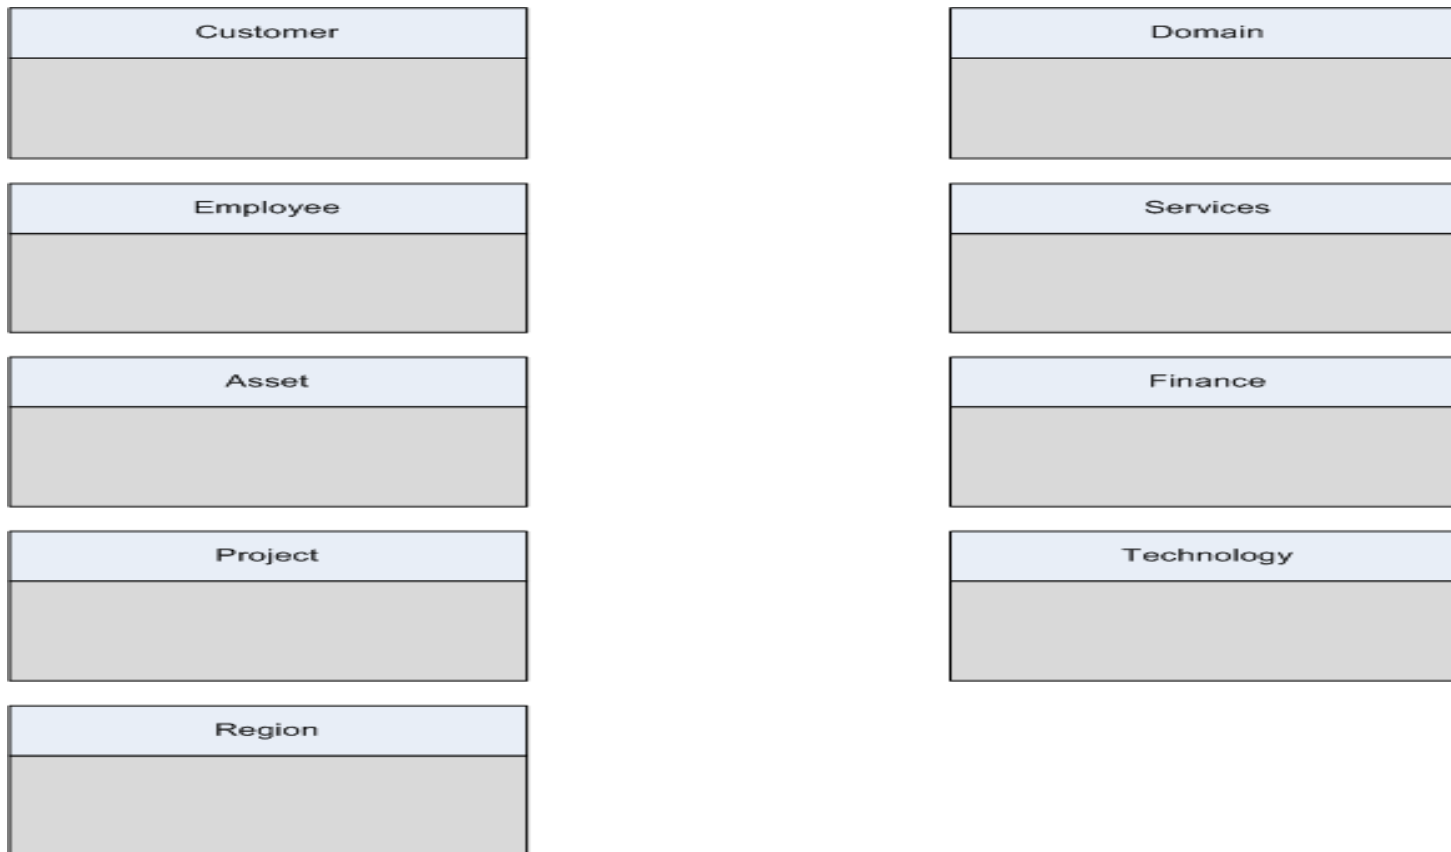 Customer
Domain
Employee
Services
Asset
Finance
Project
Technology
Region